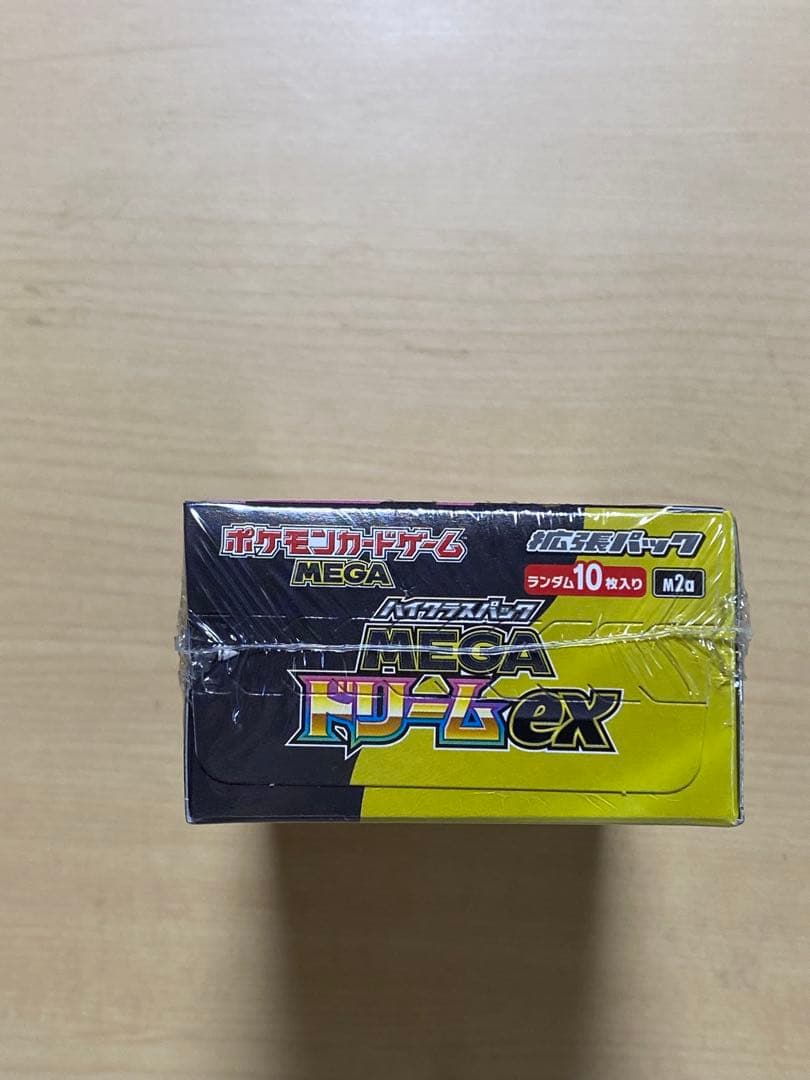 ポケモンカードゲーム
MEGA
拡張パック
ランダム10枚入り
M2a
ハイクラスパック
MEGA
ドリームex